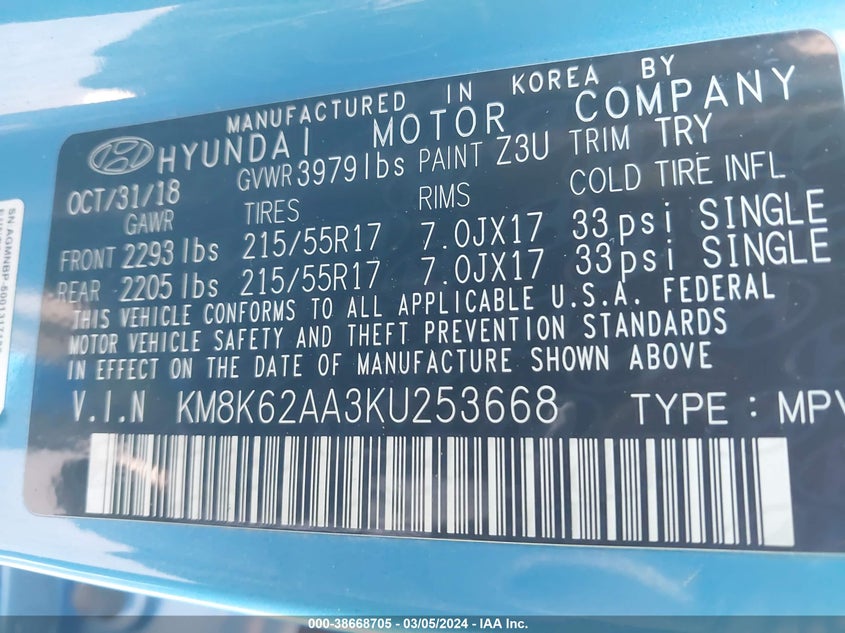 MANUFACTURED IN KOREA BY
HYUNDAI MOTOR COMPANY
OCT/31/18 GVWR 3979lbs PAINT Z3U TRIM TRY
GAWR TIRES RIMS COLD TIRE INFL
FRONT 2293 lbs 215/55R17 7.0JX17 33psi SINGLE
REAR 2205 lbs 215/55R17 7.0JX17 33psi SINGLE
THIS VEHICLE CONFORMS TO ALL APPLICABLE U.S.A. FEDERAL
MOTOR VEHICLE SAFETY AND THEFT PREVENTION STANDARDS
IN EFFECT ON THE DATE OF MANUFACTURE SHOWN ABOVE
V.I.N KM8K62AA3KU253668 TYPE : MPV
SN AGMNBP
000-38668705 - 03/05/2024 - IAA Inc.